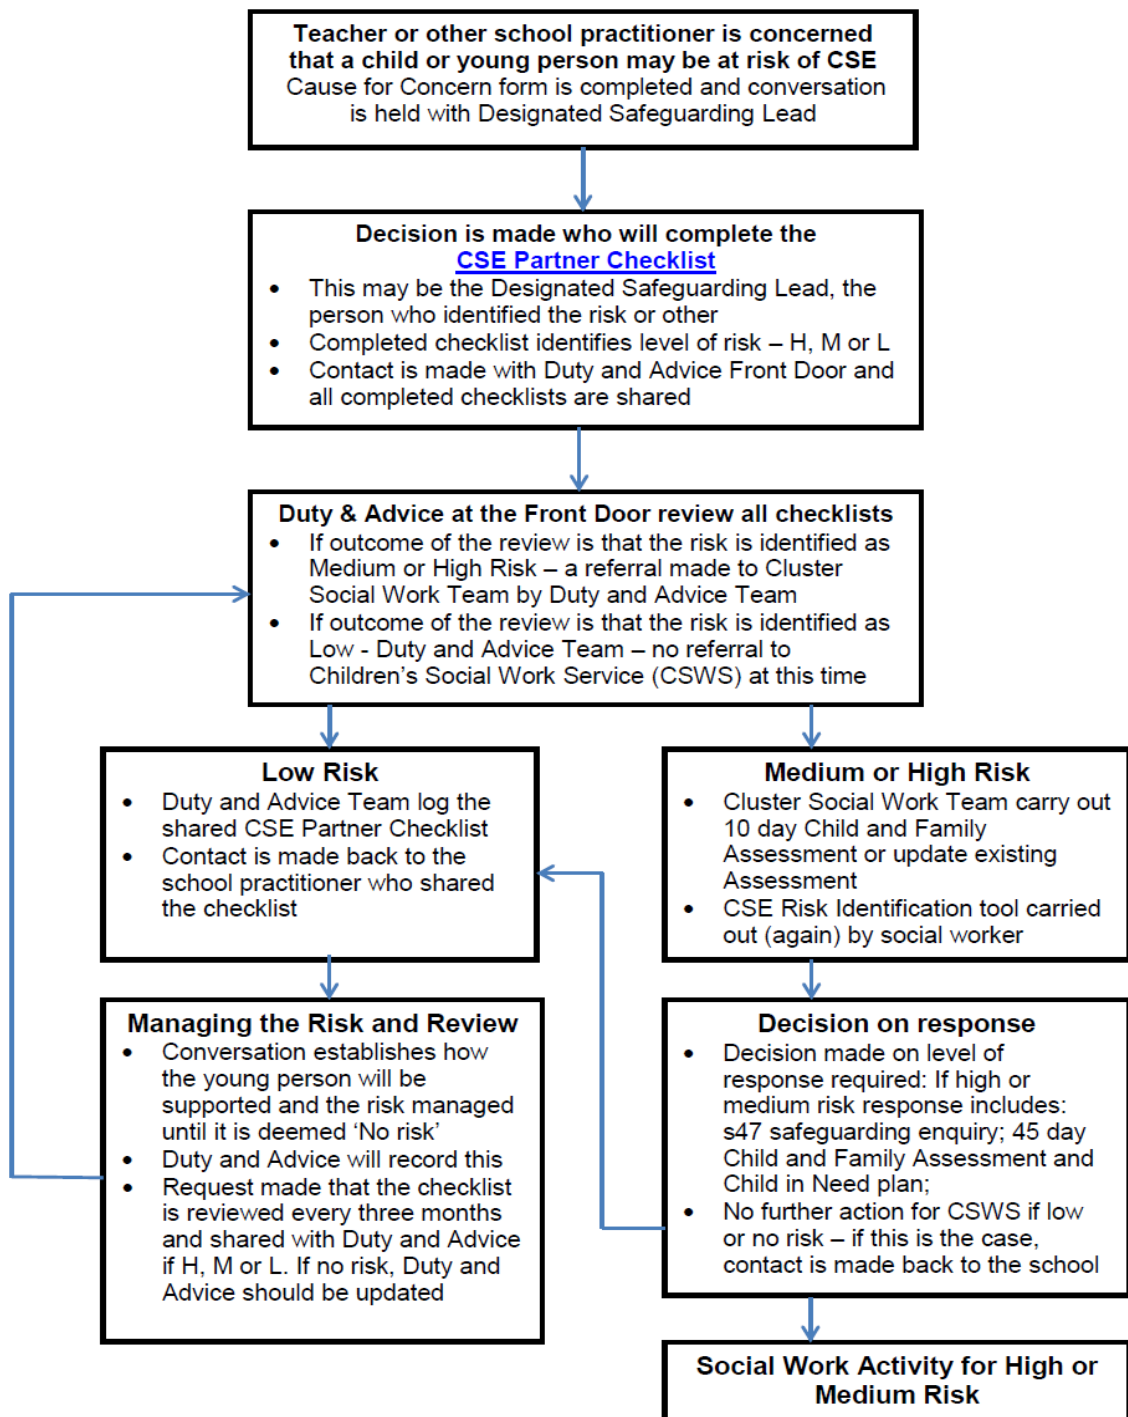 Teacher or other school practitioner is concerned
that a child or young person may be at risk of CSE
Cause for Concern form is completed and conversation
is held with Designated Safeguarding Lead
Decision is made who will complete the
CSE Partner Checklist
• This may be the Designated Safeguarding Lead, the
person who identified the risk or other
• Completed checklist identifies level of risk – H, M or L
• Contact is made with Duty and Advice Front Door and
all completed checklists are shared
Duty & Advice at the Front Door review all checklists
• If outcome of the review is that the risk is identified as
Medium or High Risk – a referral made to Cluster
Social Work Team by Duty and Advice Team
• If outcome of the review is that the risk is identified as
Low - Duty and Advice Team – no referral to
Children's Social Work Service (CSWS) at this time
Low Risk
• Duty and Advice Team log the
shared CSE Partner Checklist
• Contact is made back to the
school practitioner who shared
the checklist
Medium or High Risk
• Cluster Social Work Team carry out
10 day Child and Family
Assessment or update existing
Assessment
• CSE Risk Identification tool carried
out (again) by social worker
Managing the Risk and Review
• Conversation establishes how
the young person will be
supported and the risk managed
until it is deemed 'No risk'
• Duty and Advice will record this
• Request made that the checklist
is reviewed every three months
and shared with Duty and Advice
if H, M or L. If no risk, Duty and
Advice should be updated
Decision on response
• Decision made on level of
response required: If high or
medium risk response includes:
s47 safeguarding enquiry; 45 day
Child and Family Assessment and
Child in Need plan;
• No further action for CSWS if low
or no risk – if this is the case,
contact is made back to the school
Social Work Activity for High or
Medium Risk